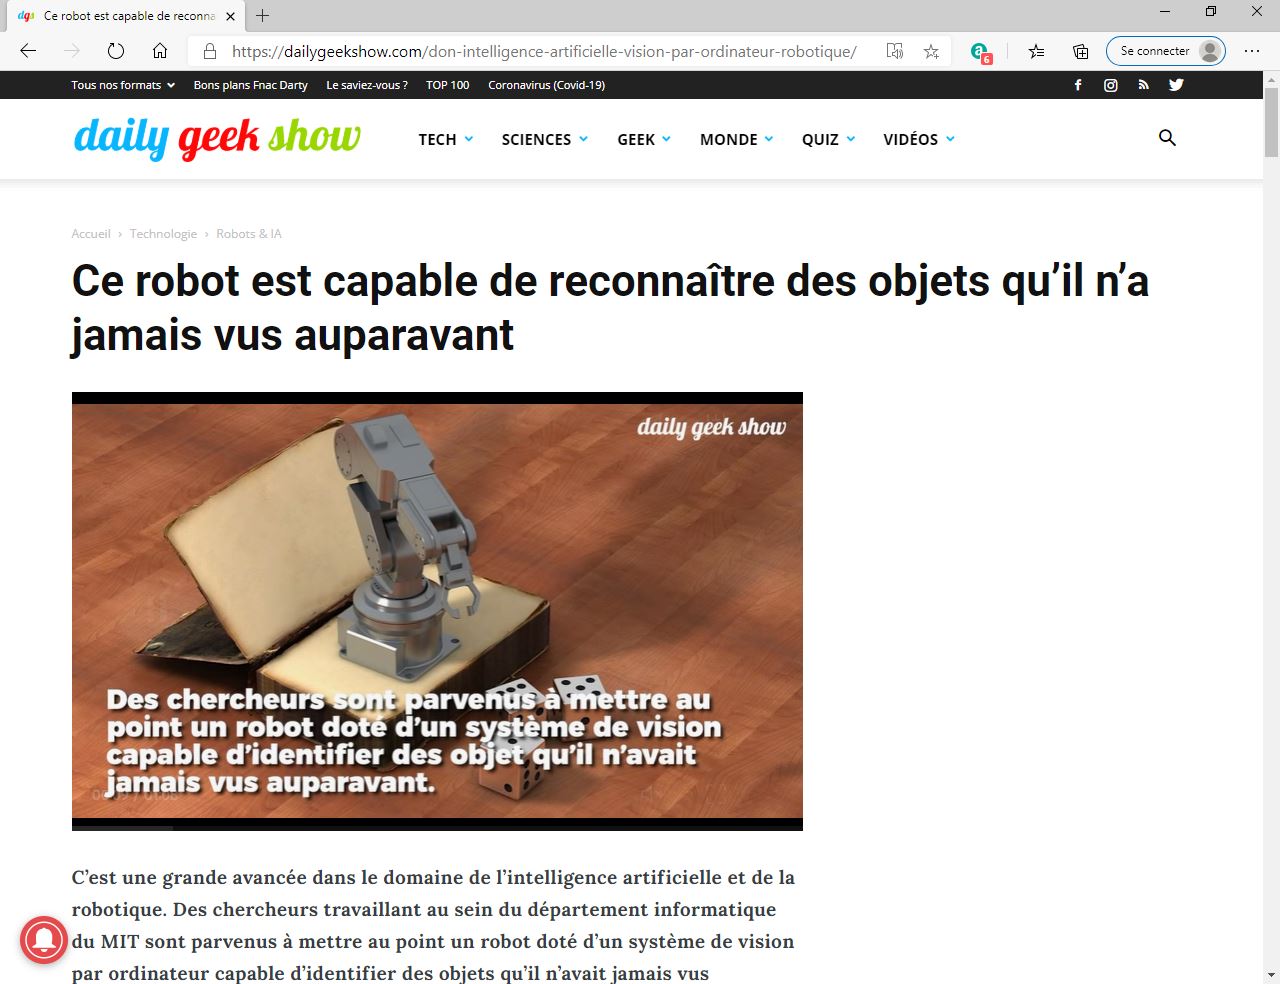 Ce robot est capable de reconna
https://dailygeekshow.com/don-intelligence-artificielle-vision-par-ordinateur-robotique/
6
Se connecter
Tous nos formats
Bons plans Fnac Darty
Le saviez-vous ?
TOP 100
Coronavirus (Covid-19)
daily geek show
TECH
SCIENCES
GEEK
MONDE
QUIZ
VIDÉOS
Accueil › Technologie › Robots & IA
Ce robot est capable de reconnaître des objets qu’il n’a
jamais vus auparavant
daily geek show
Des chercheurs sont parvenus à mettre au
point un robot doté d’un système de vision
capable d’identifier des objet qu’il n’avait
jamais vus auparavant.
C’est une grande avancée dans le domaine de l’intelligence artificielle et de la
robotique. Des chercheurs travaillant au sein du département informatique
du MIT sont parvenus à mettre au point un robot doté d’un système de vision
par ordinateur capable d’identifier des objets qu’il n’avait jamais vus